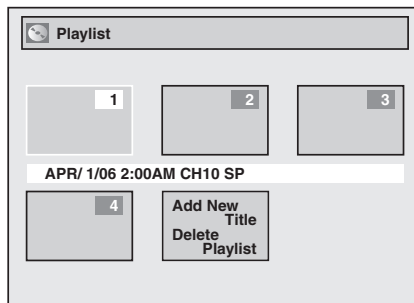 Playlist
1
2
3
APR/ 1/06 2:00AM CH10 SP
4
Add New
Title
Delete
Playlist